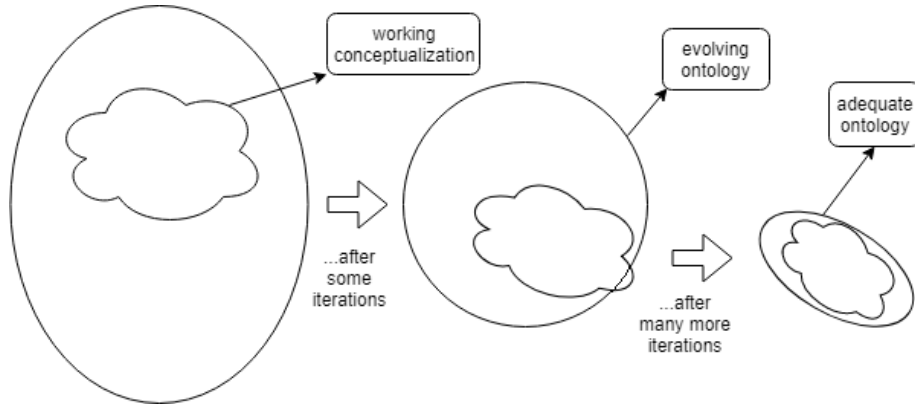 working
conceptualization
...after
some
iterations
evolving
ontology
...after
many more
iterations
adequate
ontology